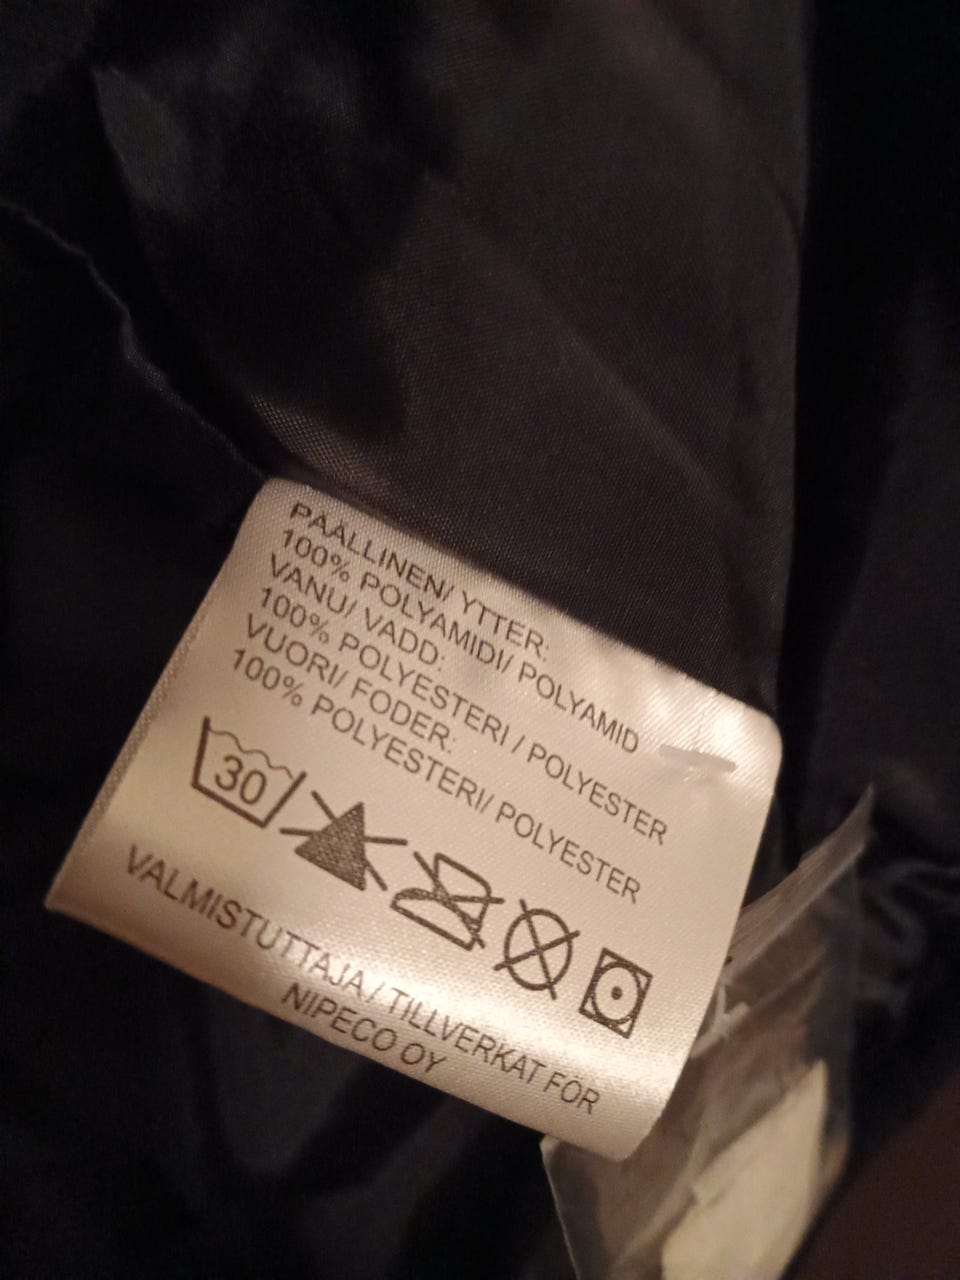 PÄÄLLINEN/ YTTER:
100% POLYAMIDI/ POLYAMID
VANU/ VADD:
100% POLYESTERI / POLYESTER
VUORI/ FODER:
100% POLYESTERI/ POLYESTER
30
VALMISTUTTAJA/ TILLVERKAT FÖR
NIPECO OY